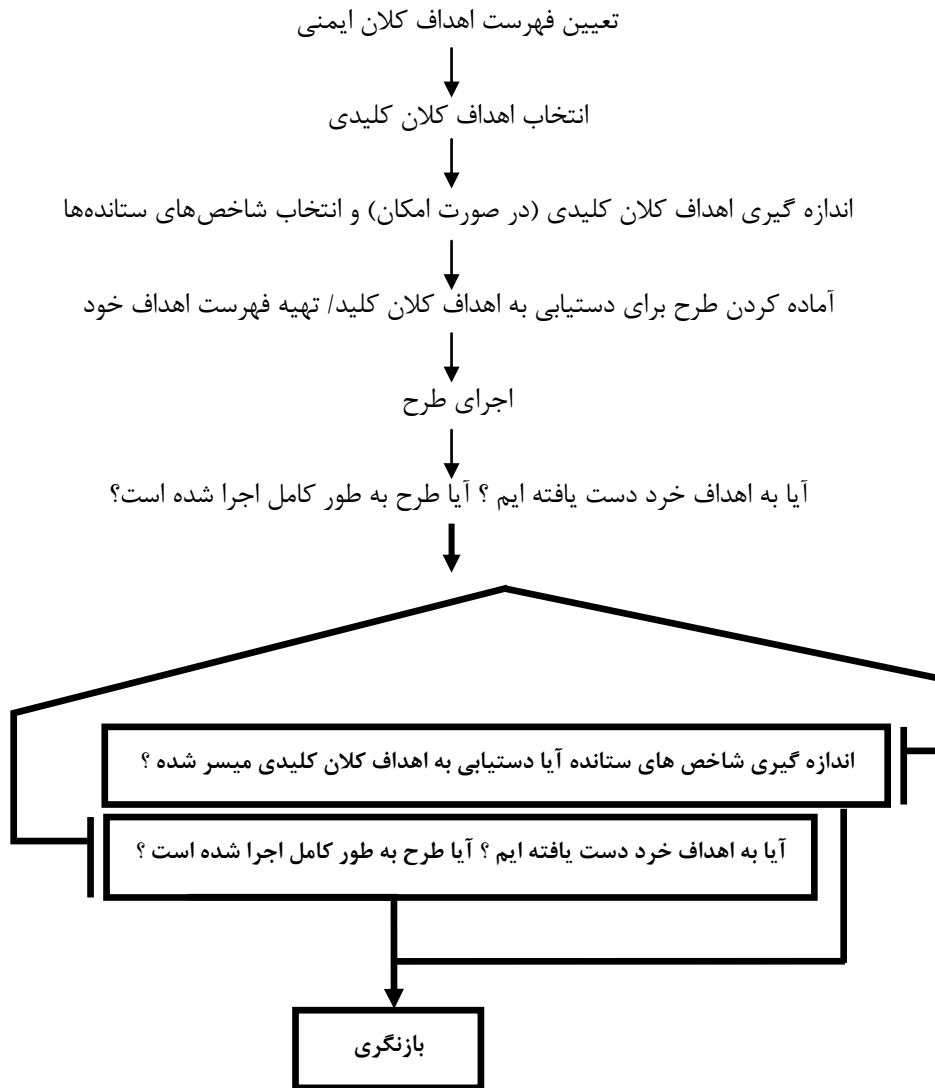 تعیین فهرست اهداف کلان ایمنی
انتخاب اهداف کلان کلیدی
اندازه گیری اهداف کلان کلیدی (در صورت امکان) و انتخاب شاخص‌های ستانده‌ها
آماده کردن طرح برای دستیابی به اهداف کلان کلید/ تهیه فهرست اهداف خود
اجرای طرح
آیا به اهداف خرد دست یافته ایم ؟ آیا طرح به طور کامل اجرا شده است؟
اندازه گیری شاخص های ستانده آیا دستیابی به اهداف کلان کلیدی میسر شده ؟
آیا به اهداف خرد دست یافته ایم ؟ آیا طرح به طور کامل اجرا شده است ؟
بازنگری